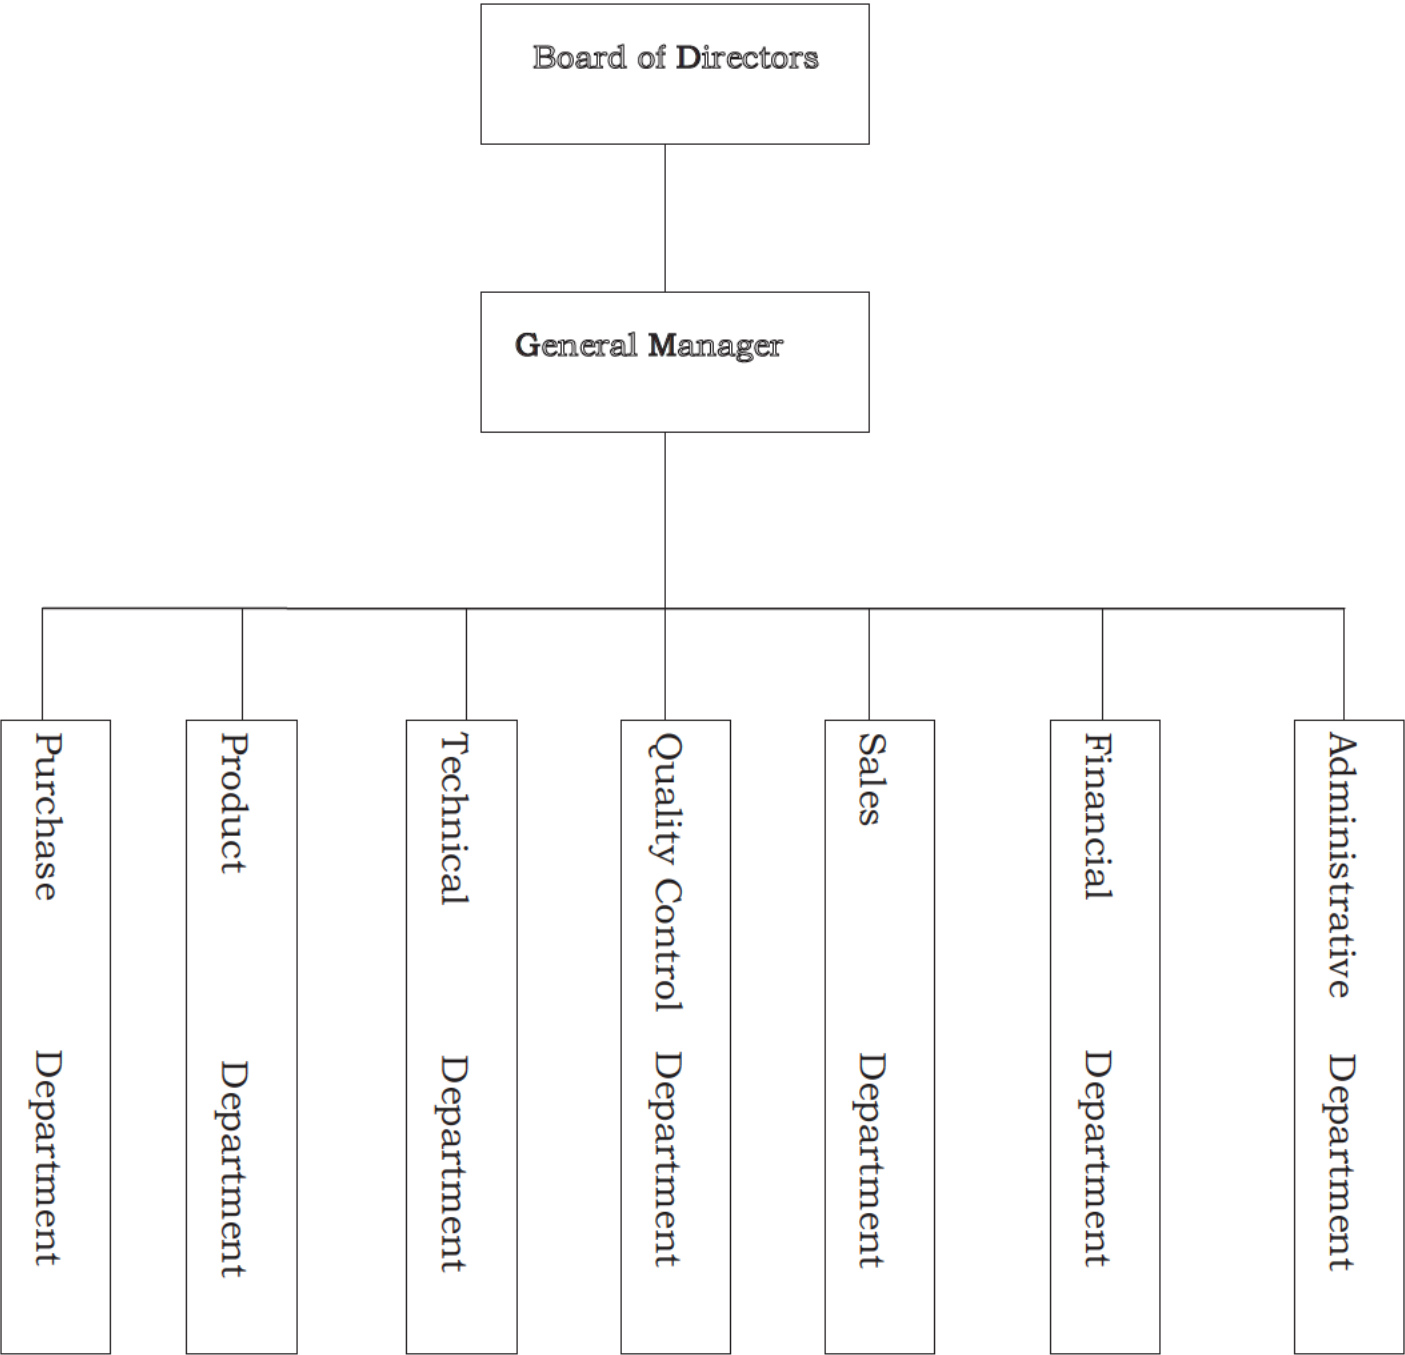 Board of Directors
General Manager
Purchase Department
Product Department
Technical Department
Quality Control Department
Sales Department
Financial Department
Administrative Department